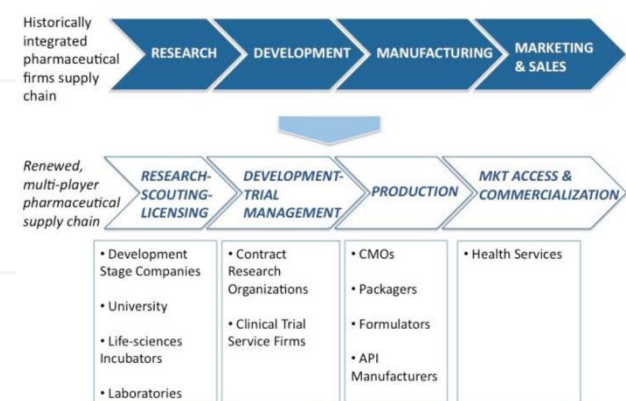 Historically
integrated
pharmaceutical
firms supply
chain
RESEARCH
DEVELOPMENT
MANUFACTURING
MARKETING
& SALES
Renewed,
multi-player
pharmaceutical
supply chain
RESEARCH-
SCOUTING-
LICENSING
DEVELOPMENT-
TRIAL
MANAGEMENT
PRODUCTION
MKT ACCESS &
COMMERCIALIZATION
• Development
Stage Companies
• University
• Life-sciences
Incubators
• Laboratories
• Contract
Research
Organizations
• Clinical Trial
Service Firms
• CMOs
• Packagers
• Formulators
• API
Manufacturers
• Health Services